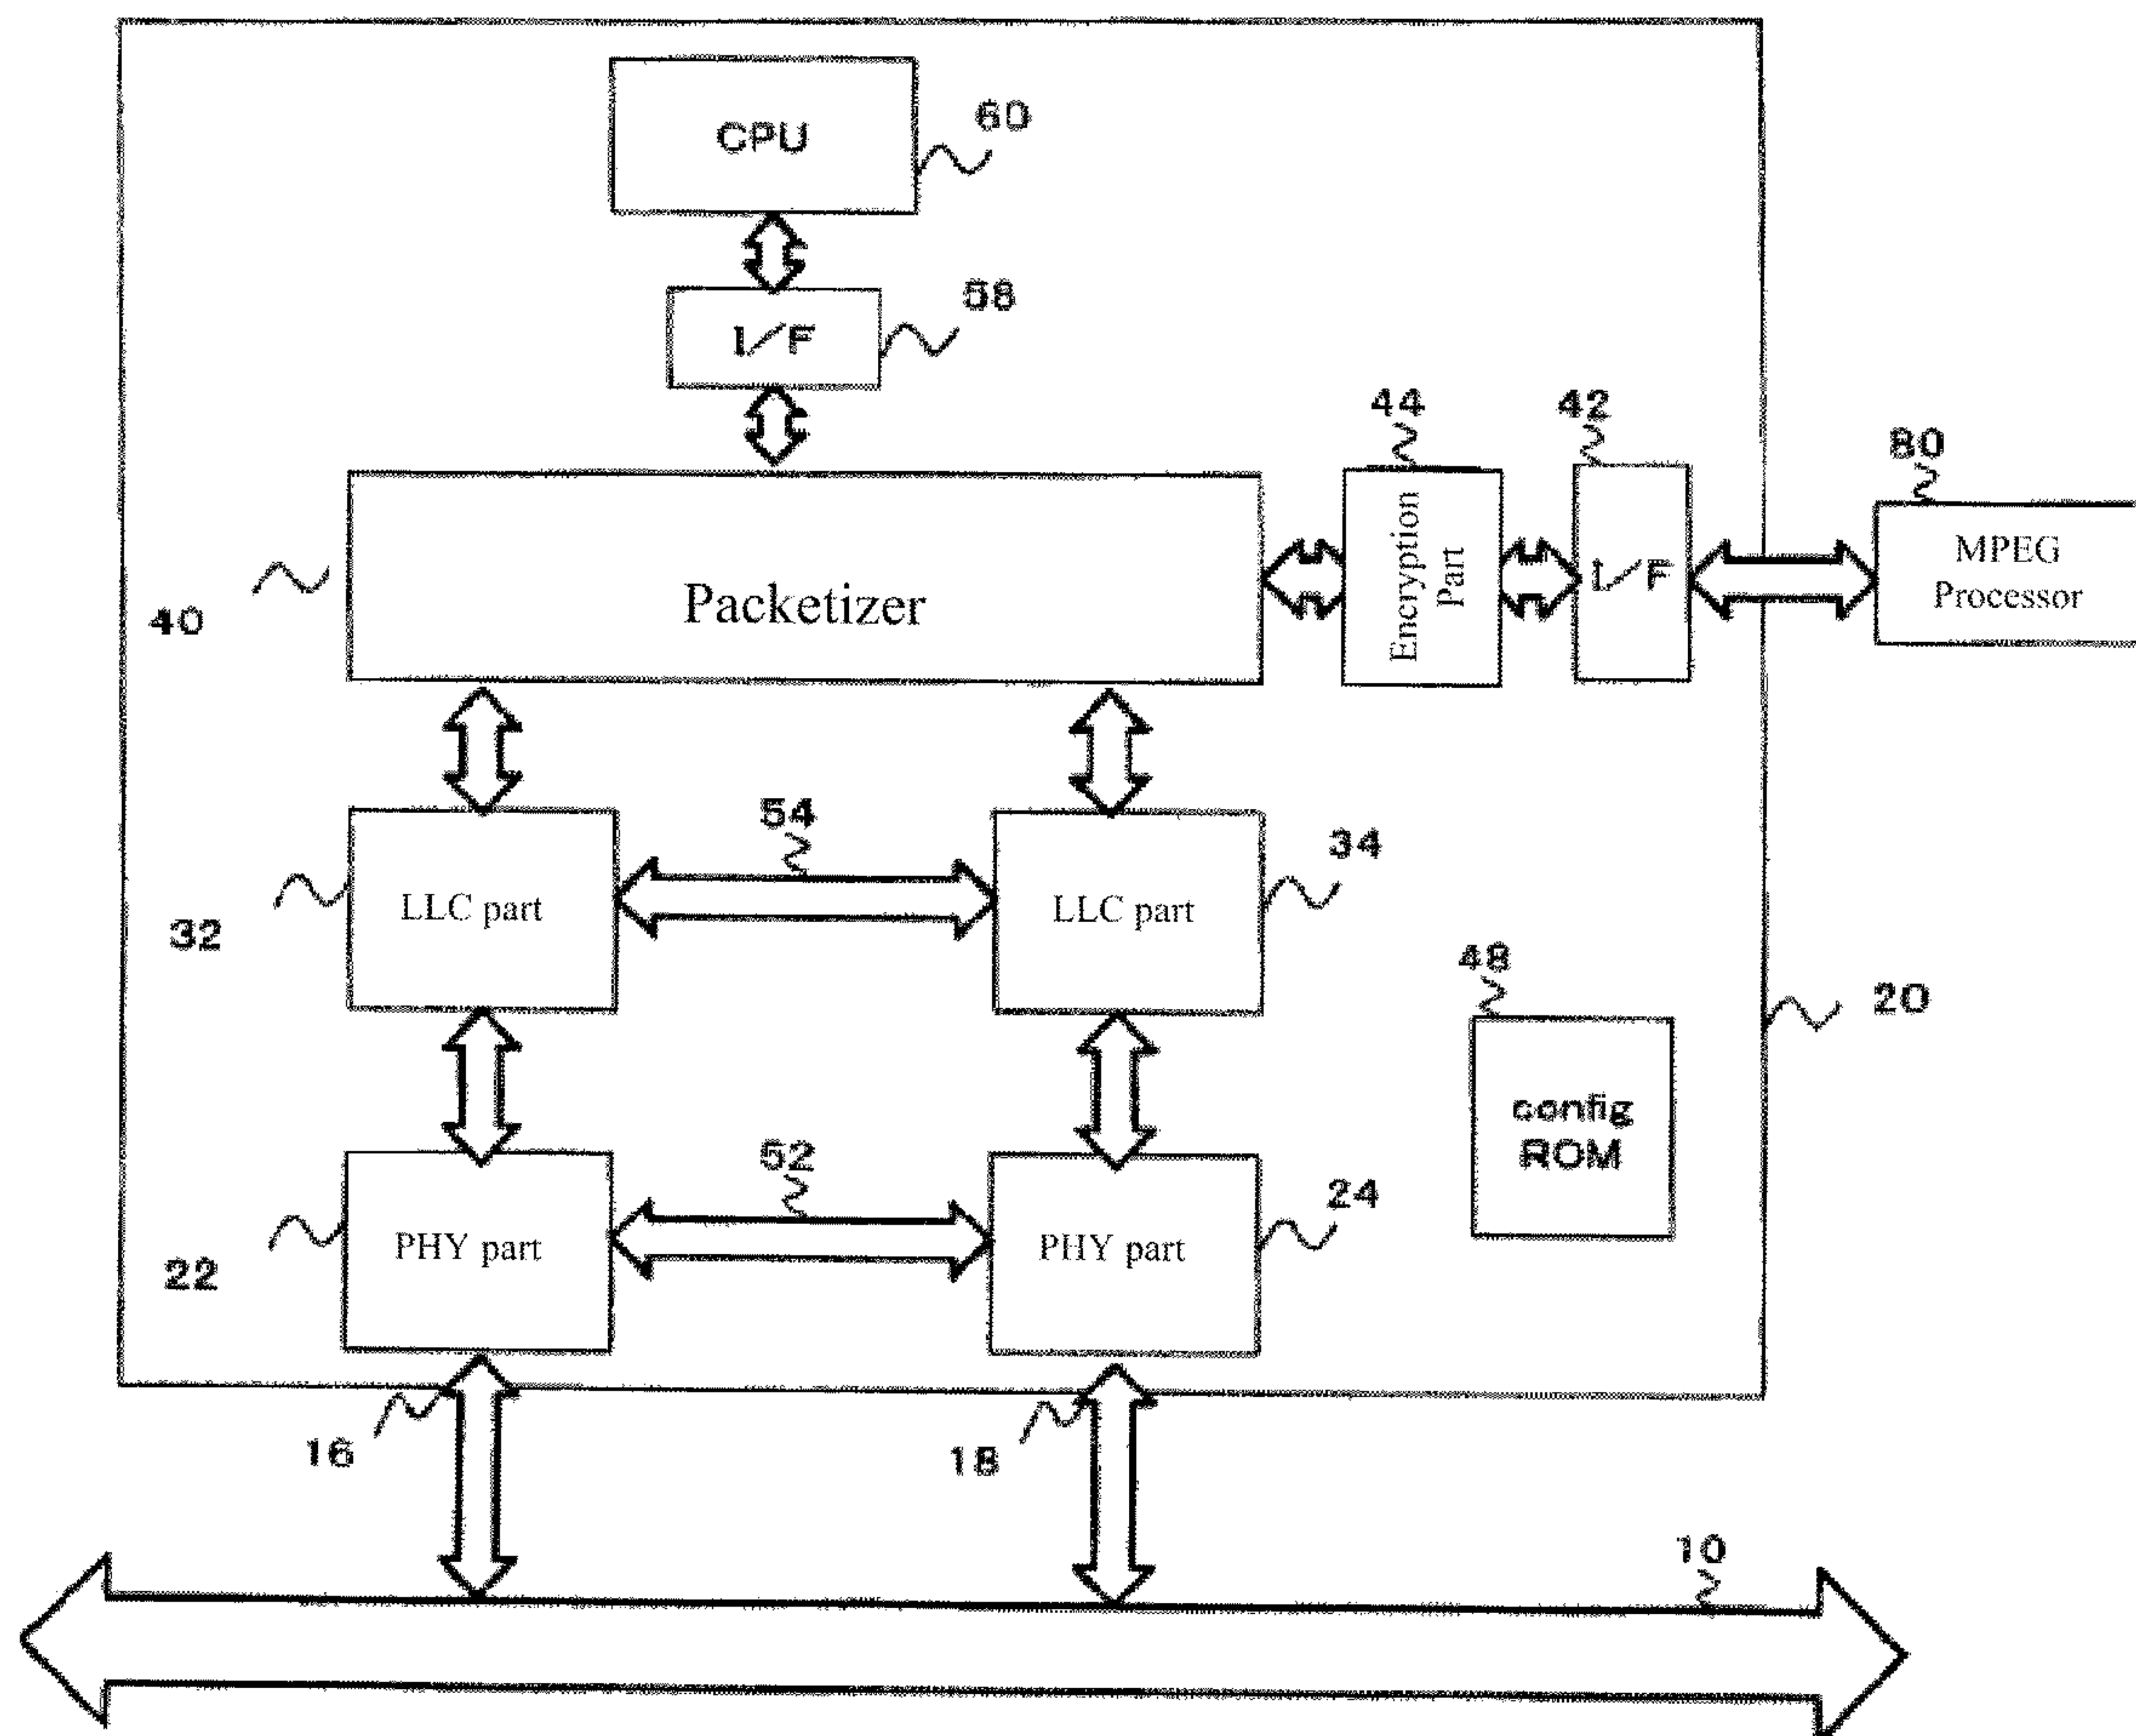 CPU
60
I/F
58
44
42
80
Packetizer
Encryption
Part
I/F
MPEG
Processor
40
54
LLC part
LLC part
34
32
48
20
config
ROM
52
PHY part
PHY part
24
22
16
18
10